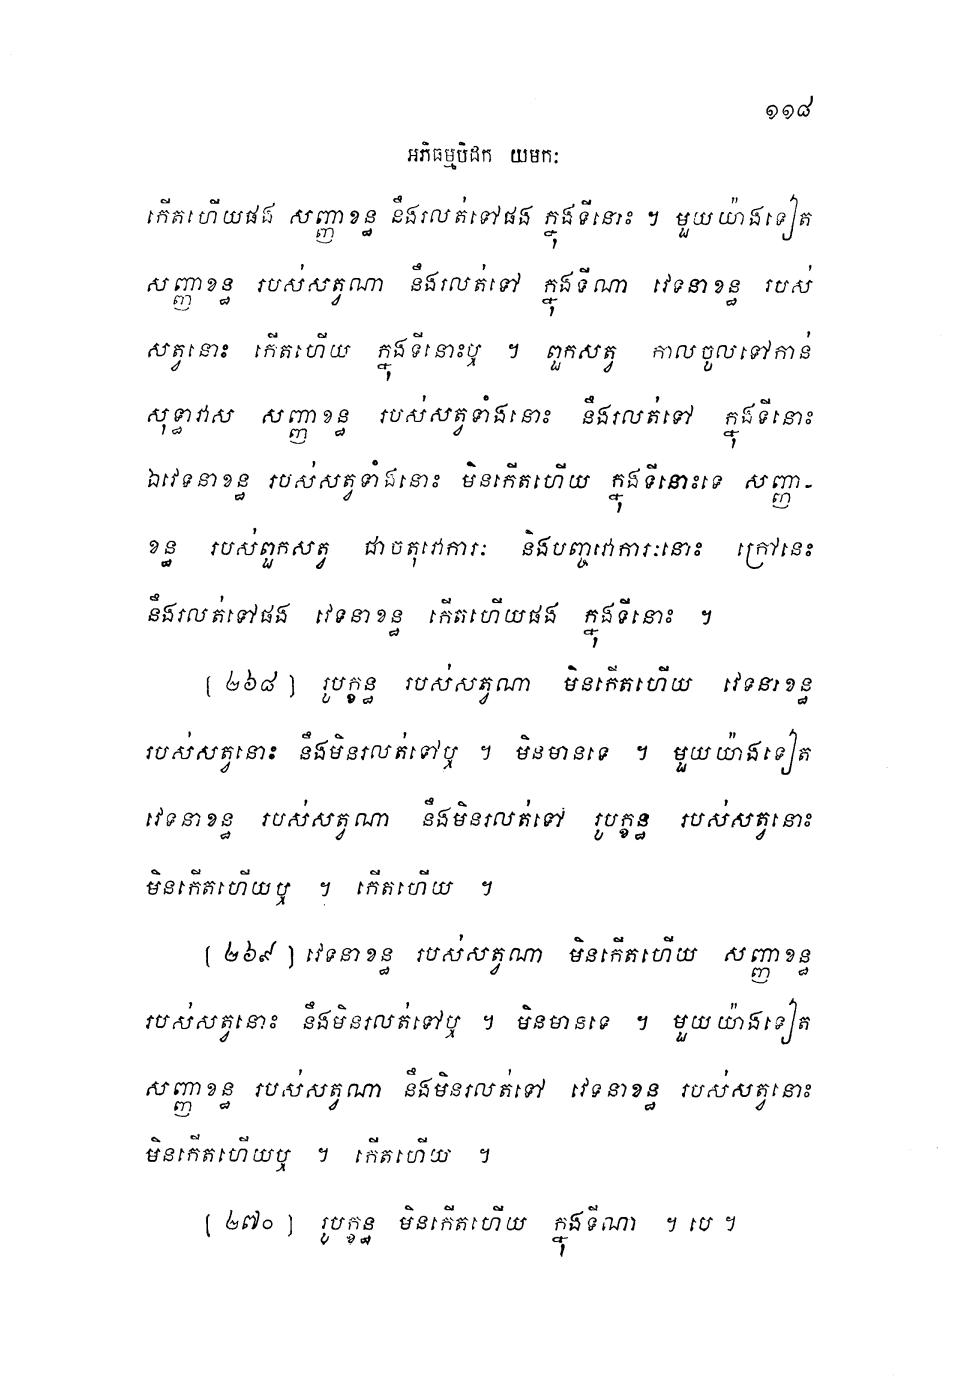 ១១៨
អភិធម្មបិដក យមកៈ
កើតហើយផង សញ្ញាខន្ធ នឹងរលត់ទៅផង ក្នុងទីនោះ ។ មួយយ៉ាងទៀត
សញ្ញាខន្ធ របស់សត្វណា នឹងរលត់ទៅ ក្នុងទីណា វេទនាខន្ធ របស់
សត្វនោះ កើតហើយ ក្នុងទីនោះឬ ។ ពួកសត្វ កាលចូលទៅកាន់
សុទ្ធាវាស សញ្ញាខន្ធ របស់សត្វទាំងនោះ នឹងរលត់ទៅ ក្នុងទីនោះ
ឯវេទនាខន្ធ របស់សត្វទាំងនោះ មិនកើតហើយ ក្នុងទីនោះទេ សញ្ញា-
ខន្ធ របស់ពួកសត្វ ជាចតុវោការៈ និងបញ្ចវោការៈនោះ ក្រៅនេះ
នឹងរលត់ទៅផង វេទនាខន្ធ កើតហើយផង ក្នុងទីនោះ ។
(២៦៨) រូបក្ខន្ធ របស់សត្វណា មិនកើតហើយ វេទនាខន្ធ
របស់សត្វនោះ នឹងមិនរលត់ទៅឬ ។ មិនមានទេ ។ មួយយ៉ាងទៀត
វេទនាខន្ធ របស់សត្វណា នឹងមិនរលត់ទៅ រូបក្ខន្ធ របស់សត្វនោះ
មិនកើតហើយឬ ។ កើតហើយ ។
(២៦៩) វេទនាខន្ធ របស់សត្វណា មិនកើតហើយ សញ្ញាខន្ធ
របស់សត្វនោះ នឹងមិនរលត់ទៅឬ ។ មិនមានទេ ។ មួយយ៉ាងទៀត
សញ្ញាខន្ធ របស់សត្វណា នឹងមិនរលត់ទៅ វេទនាខន្ធ របស់សត្វនោះ
មិនកើតហើយឬ ។ កើតហើយ ។
(២៧០) រូបក្ខន្ធ មិនកើតហើយ ក្នុងទីណា ។ បេ ។